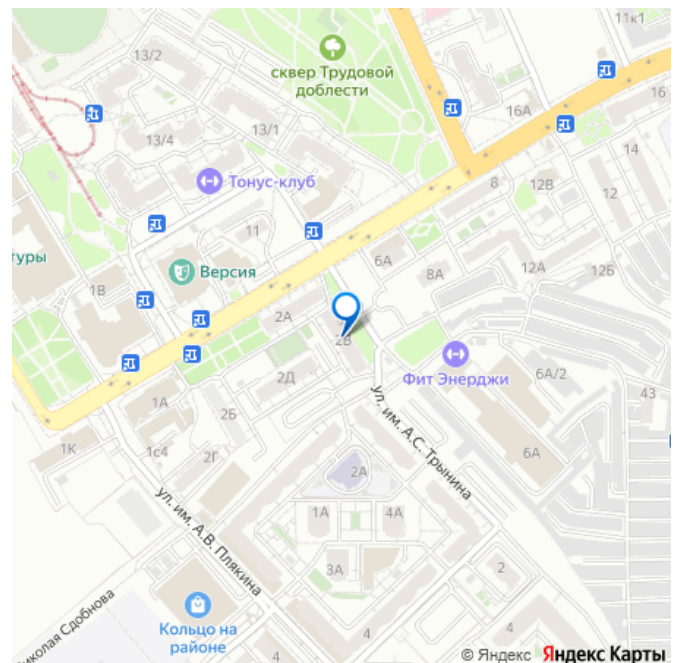 11к1
13/2
сквер Трудовой
доблести
16
16А
13/4
13/1
14
Тонус-клуб
8
12В
12
11
туры
Версия
6А
8А
12А
12Б
1В
2А
2В
Фит Энерджи
2Д
6А/2
43
1А
2Б
ул. им. А.С. Трынина
1К
1с4
2Г
6А
2А
ул. им. А.В. Плякина
1А
4А
3А
2
Николая Сдобнова
Кольцо на
районе
4
4
4
© Яндекс Яндекс Карты